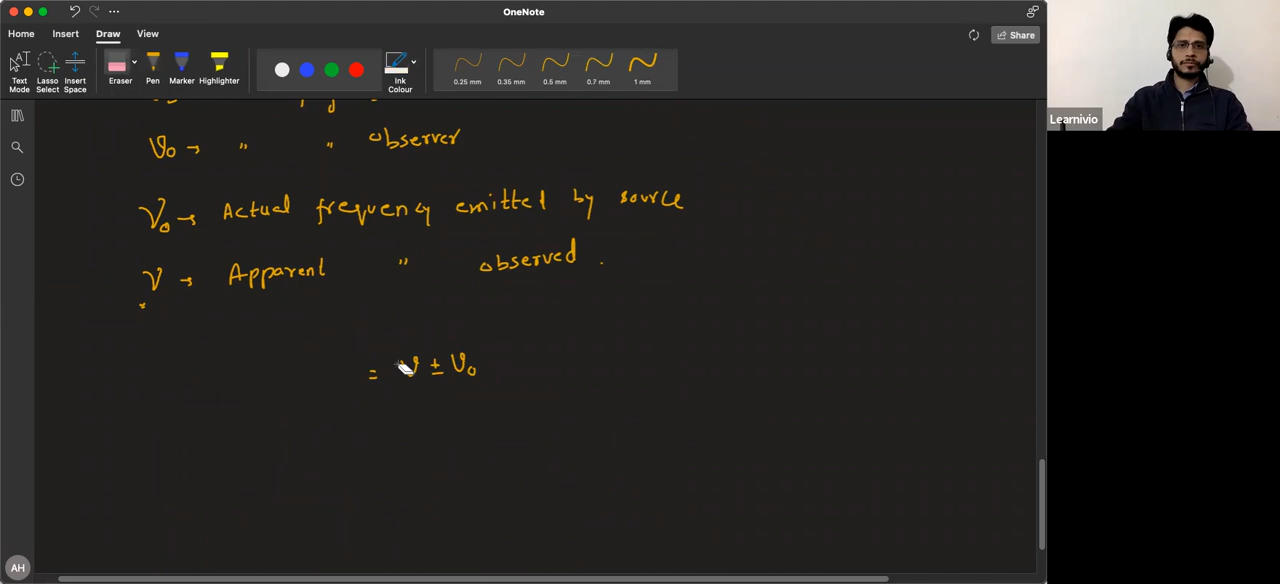 OneNote
Home Insert Draw View
Share
Text Mode
Lasso Select
Insert Space
Eraser
Pen
Marker
Highlighter
Ink Colour
0.25 mm 0.35 mm 0.5 mm 0.7 mm 1 mm
Learnivio
v₀ → " " observer
ν₀ → Actual frequency emitted by source
ν → Apparent " observed .
= v ± v₀
AH